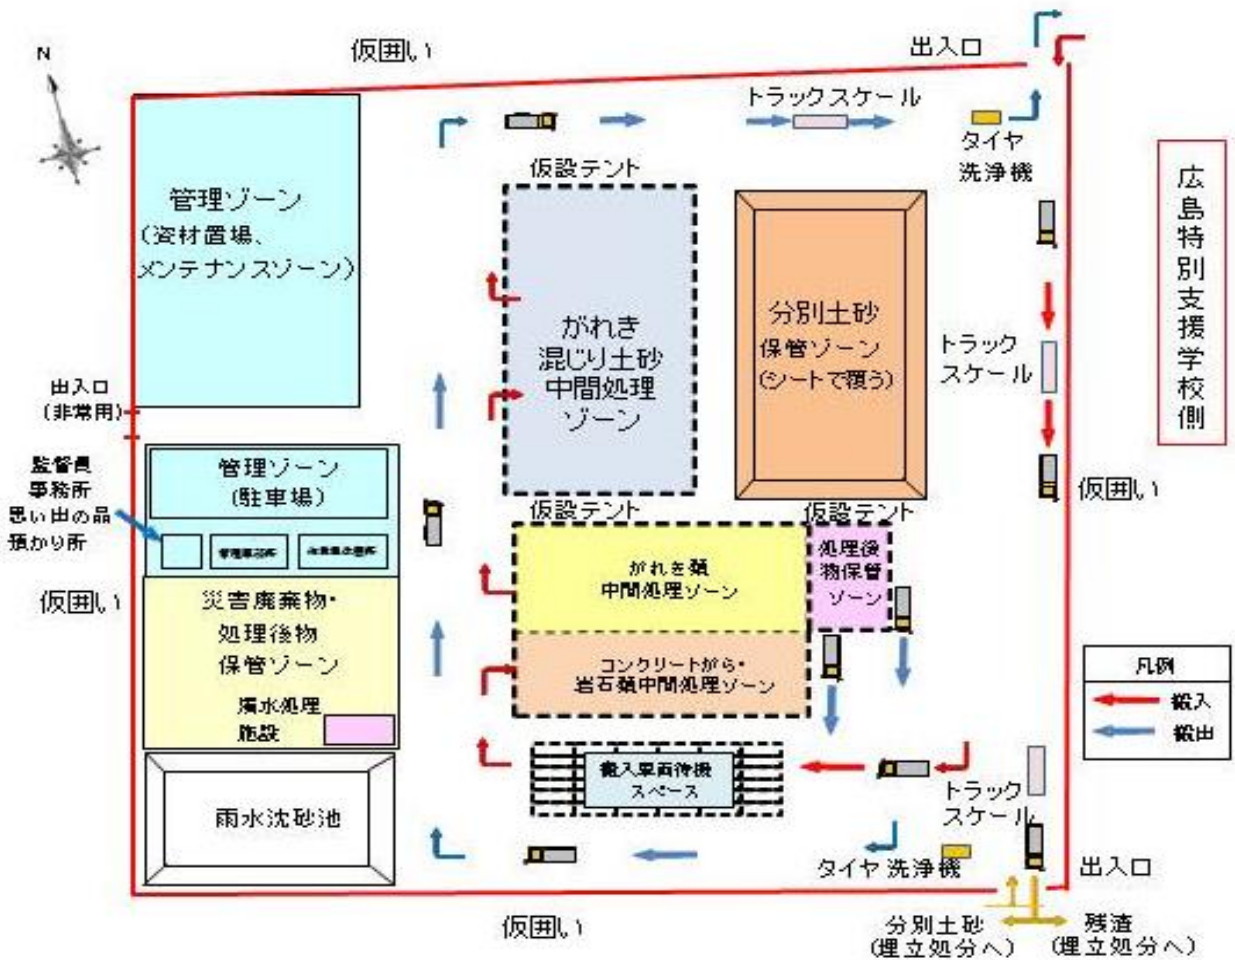 N
仮囲い
出入口
トラックスケール
タイヤ
洗浄機
仮設テント
管理ゾーン
(資材置場、
メンテナンスゾーン)
がれき
混じり土砂
中間処理
ゾーン
分別土砂
保管ゾーン
(シートで覆う)
トラック
スケール
広島特別支援学校側
出入口
(非常用)
管理ゾーン
(駐車場)
監督員
事務所
思い出の品
預かり所
仮設テント
仮設テント
仮囲い
がれき類
中間処理ゾーン
処理後
物保管
ゾーン
仮囲い
災害廃棄物・
処理後物
保管ゾーン
コンクリートがら・
岩石類中間処理ゾーン
濁水処理
施設
凡例
搬入
搬出
搬入車両待機
スペース
トラック
スケール
雨水沈砂池
タイヤ洗浄機
出入口
仮囲い
分別土砂
(埋立処分へ)
残渣
(埋立処分へ)